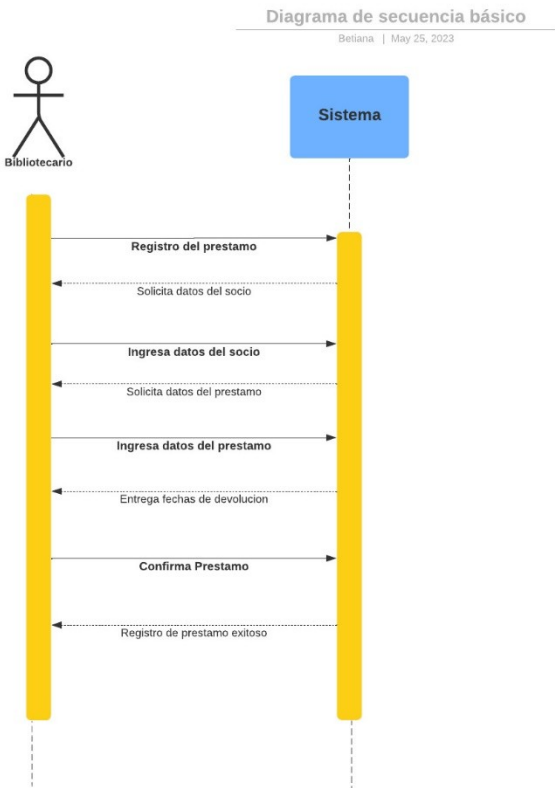 Diagrama de secuencia básico
Betiana | May 25, 2023
Sistema
Bibliotecario
Registro del prestamo
Solicita datos del socio
Ingresa datos del socio
Solicita datos del prestamo
Ingresa datos del prestamo
Entrega fechas de devolucion
Confirma Prestamo
Registro de prestamo exitoso